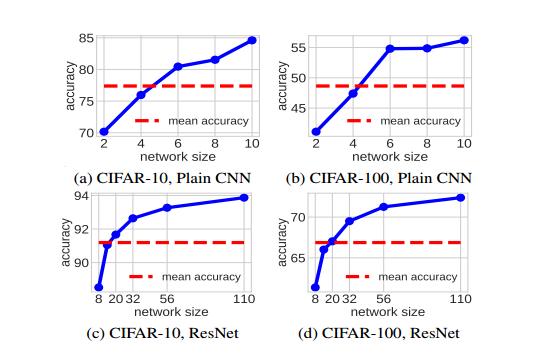 85
80
75
70
accuracy
mean accuracy
2 4 6 8 10
network size
(a) CIFAR-10, Plain CNN
55
50
45
accuracy
mean accuracy
2 4 6 8 10
network size
(b) CIFAR-100, Plain CNN
94
92
90
accuracy
mean accuracy
8 20 32 56 110
network size
(c) CIFAR-10, ResNet
70
65
accuracy
mean accuracy
8 20 32 56 110
network size
(d) CIFAR-100, ResNet